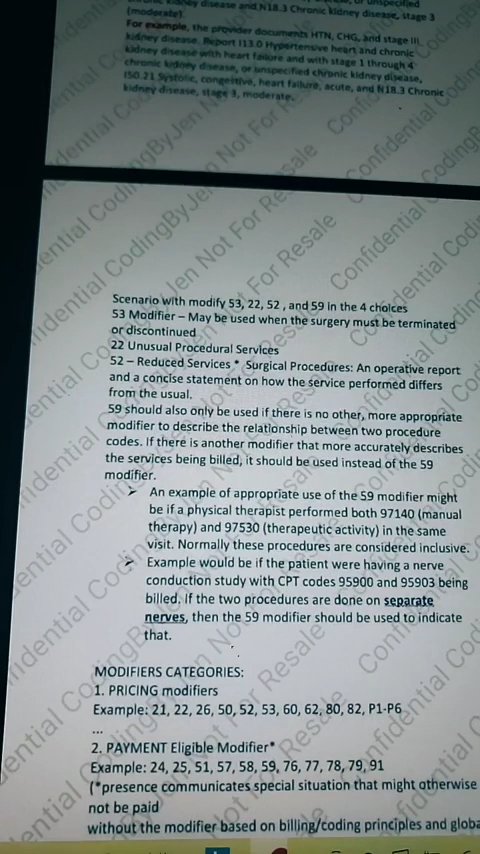 disease and N18.3 Chronic kidney disease, stage 3
(moderate).
For example, the provider documents HTN, CHG, and stage III
kidney disease. Report I13.0 Hypertensive heart and chronic
kidney disease with heart failure and with stage 1 through 4
chronic kidney disease, or unspecified chronic kidney disease,
I50.21 Systolic, congestive, heart failure, acute, and N18.3 Chronic
kidney disease, stage 3, moderate.
Scenario with modify 53, 22, 52 , and 59 in the 4 choices
53 Modifier – May be used when the surgery must be terminated
or discontinued
22 Unusual Procedural Services
52 – Reduced Services * Surgical Procedures: An operative report
and a concise statement on how the service performed differs
from the usual.
59 should also only be used if there is no other, more appropriate
modifier to describe the relationship between two procedure
codes. If there is another modifier that more accurately describes
the services being billed, it should be used instead of the 59
modifier.
➢ An example of appropriate use of the 59 modifier might
be if a physical therapist performed both 97140 (manual
therapy) and 97530 (therapeutic activity) in the same
visit. Normally these procedures are considered inclusive.
➢ Example would be if the patient were having a nerve
conduction study with CPT codes 95900 and 95903 being
billed. If the two procedures are done on separate
nerves, then the 59 modifier should be used to indicate
that.
MODIFIERS CATEGORIES:
1. PRICING modifiers
Example: 21, 22, 26, 50, 52, 53, 60, 62, 80, 82, P1-P6
...
2. PAYMENT Eligible Modifier*
Example: 24, 25, 51, 57, 58, 59, 76, 77, 78, 79, 91
(*presence communicates special situation that might otherwise
not be paid
without the modifier based on billing/coding principles and globa
Confidential CodingByJen Not For Resale